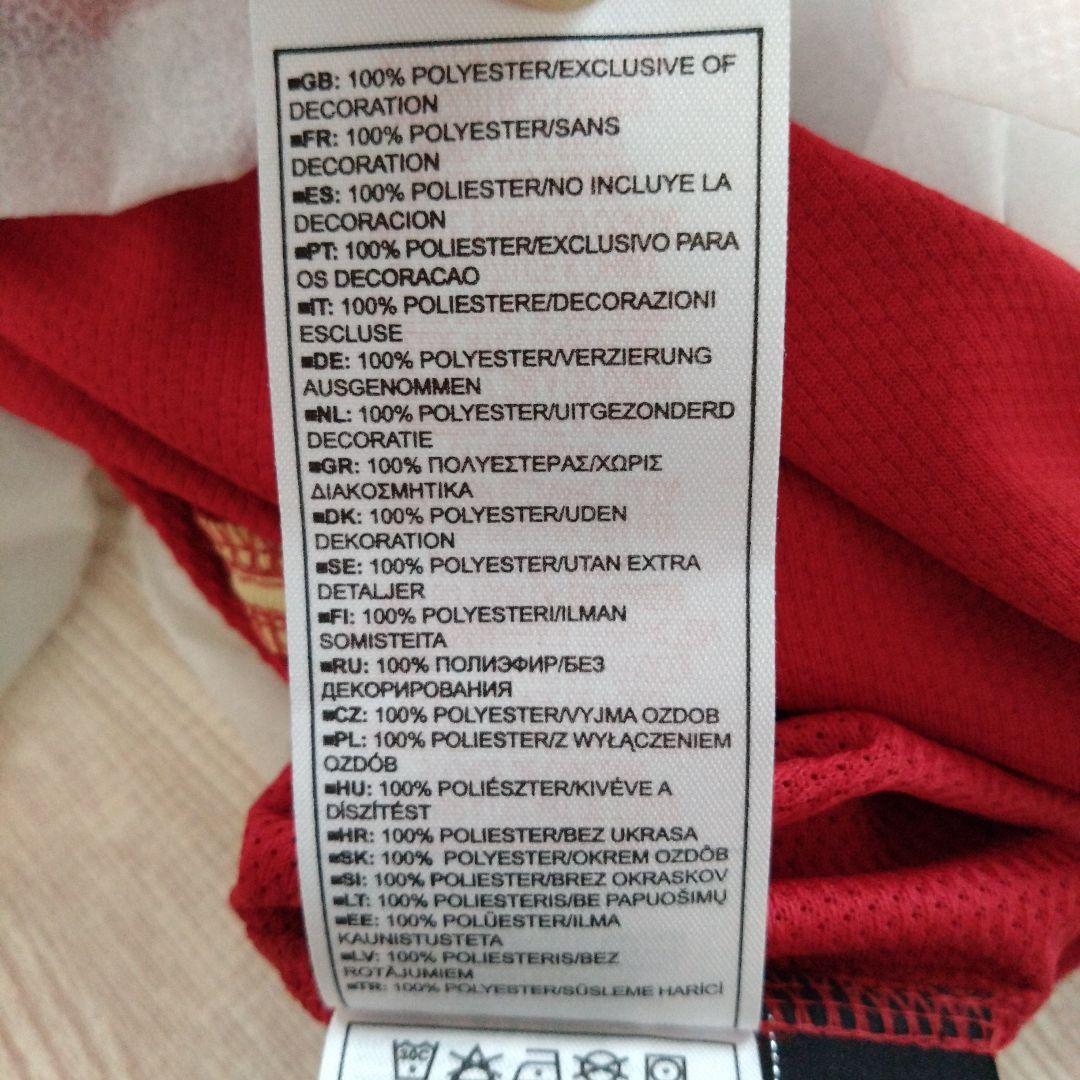 ■GB: 100% POLYESTER/EXCLUSIVE OF
DECORATION
■FR: 100% POLYESTER/SANS
DECORATION
■ES: 100% POLIESTER/NO INCLUYE LA
DECORACION
■PT: 100% POLIESTER/EXCLUSIVO PARA
OS DECORACAO
■IT: 100% POLIESTERE/DECORAZIONI
ESCLUSE
■DE: 100% POLYESTER/VERZIERUNG
AUSGENOMMEN
■NL: 100% POLYESTER/UITGEZONDERD
DECORATIE
■GR: 100% ΠΟΛΥΕΣΤΕΡΑΣ/ΧΩΡΙΣ
ΔΙΑΚΟΣΜΗΤΙΚΑ
■DK: 100% POLYESTER/UDEN
DEKORATION
■SE: 100% POLYESTER/UTAN EXTRA
DETALJER
■FI: 100% POLYESTERI/ILMAN
SOMISTEITA
■RU: 100% ПОЛИЭФИР/БЕЗ
ДЕКОРИРОВАНИЯ
■CZ: 100% POLYESTER/VYJMA OZDOB
■PL: 100% POLIESTER/Z WYŁĄCZENIEM
OZDÓB
■HU: 100% POLIÉSZTER/KIVÉVE A
DÍSZÍTÉST
■HR: 100% POLIESTER/BEZ UKRASA
■SK: 100% POLYESTER/OKREM OZDÔB
■SI: 100% POLIESTER/BREZ OKRASKOV
■LT: 100% POLIESTERIS/BE PAPUOŠIMŲ
■EE: 100% POLÜESTER/ILMA
KAUNISTUSTETA
■LV: 100% POLIESTERIS/BEZ
ROTĀJUMIEM
■TR: 100% POLYESTER/SÜSLEME HARİCİ
30C